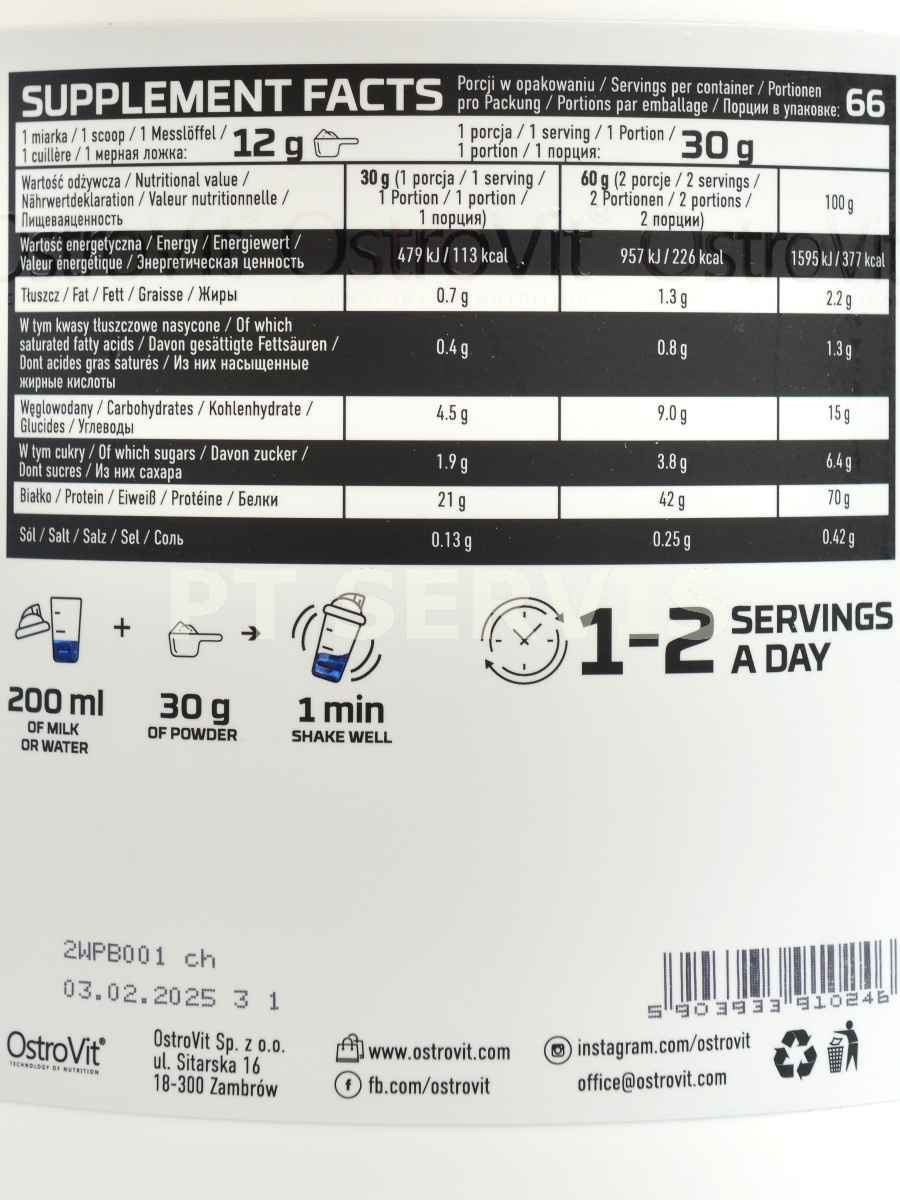 SUPPLEMENT FACTS
Porcji w opakowaniu / Servings per container / Portionen
pro Packung / Portions par emballage / Порции в упаковке: 66
1 miarka / 1 scoop / 1 Messlöffel /
1 cuillère / 1 мерная ложка: 12 g
1 porcja / 1 serving / 1 Portion /
1 portion / 1 порция: 30 g
Wartość odżywcza / Nutritional value /
Nährwertdeklaration / Valeur nutritionnelle /
Пищеваяценность
30 g (1 porcja / 1 serving /
1 Portion / 1 portion /
1 порция)
60 g (2 porcje / 2 servings /
2 Portionen / 2 portions /
2 порции)
100 g
Wartość energetyczna / Energy / Energiewert /
Valeur énergétique / Энергетическая ценность
479 kJ / 113 kcal
957 kJ / 226 kcal
1595 kJ / 377 kcal
Tłuszcz / Fat / Fett / Graisse / Жиры
0.7 g
1.3 g
2.2 g
W tym kwasy tłuszczowe nasycone / Of which
saturated fatty acids / Davon gesättigte Fettsäuren /
Dont acides gras saturés / Из них насыщенные
жирные кислоты
0.4 g
0.8 g
1.3 g
Węglowodany / Carbohydrates / Kohlenhydrate /
Glucides / Углеводы
4.5 g
9.0 g
15 g
W tym cukry / Of which sugars / Davon zucker /
Dont sucres / Из них сахара
1.9 g
3.8 g
6.4 g
Białko / Protein / Eiweiß / Protéine / Белки
21 g
42 g
70 g
Sól / Salt / Salz / Sel / Соль
0.13 g
0.25 g
0.42 g
OstroVit®
PT SERVIS
+
200 ml
OF MILK
OR WATER
30 g
OF POWDER
1 min
SHAKE WELL
1-2 SERVINGS
A DAY
2WPB001 ch
03.02.2025 3 1
5 903933 910246
OstroVit®
TECHNOLOGY OF NUTRITION
OstroVit Sp. z o.o.
ul. Sitarska 16
18-300 Zambrów
www.ostrovit.com
fb.com/ostrovit
instagram.com/ostrovit
office@ostrovit.com